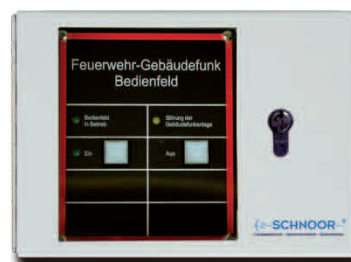 Feuerwehr-Gebäudefunk
Bedienfeld
Bedienfeld
in Betrieb
Störung der
Gebäudefunkanlage
Ein
Aus
SCHNOOR